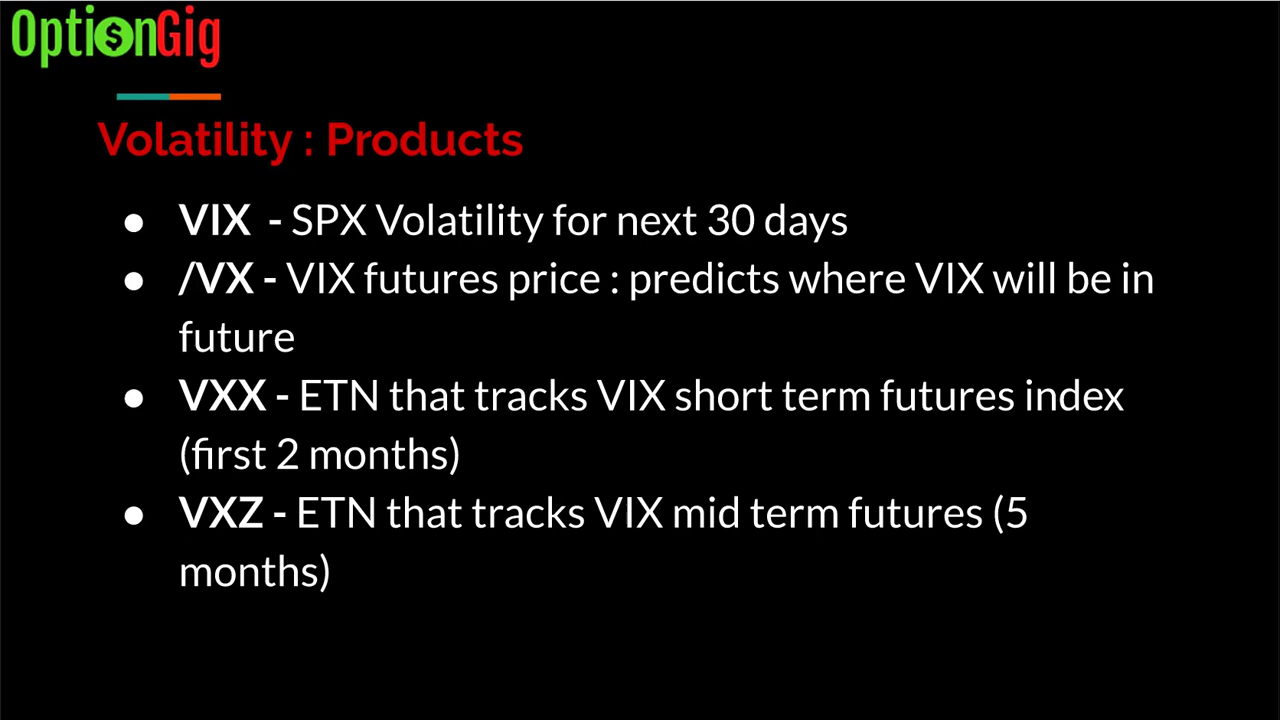 Opti$nGig
Volatility : Products
● VIX - SPX Volatility for next 30 days
● /VX - VIX futures price : predicts where VIX will be in
future
● VXX - ETN that tracks VIX short term futures index
(first 2 months)
● VXZ - ETN that tracks VIX mid term futures (5
months)